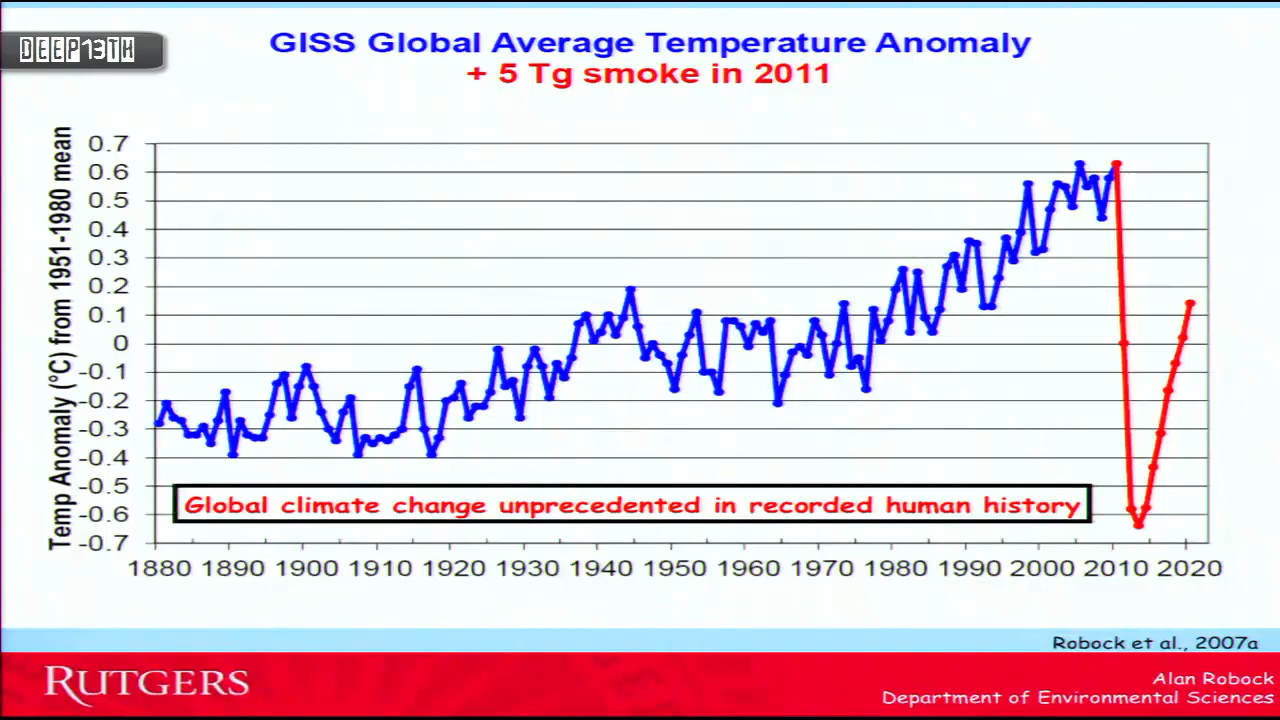 DEEP13TH
GISS Global Average Temperature Anomaly
+ 5 Tg smoke in 2011
Temp Anomaly (°C) from 1951-1980 mean
0.7
0.6
0.5
0.4
0.3
0.2
0.1
0
-0.1
-0.2
-0.3
-0.4
-0.5
-0.6
-0.7
Global climate change unprecedented in recorded human history
1880 1890 1900 1910 1920 1930 1940 1950 1960 1970 1980 1990 2000 2010 2020
Robock et al., 2007a
RUTGERS
Alan Robock
Department of Environmental Sciences